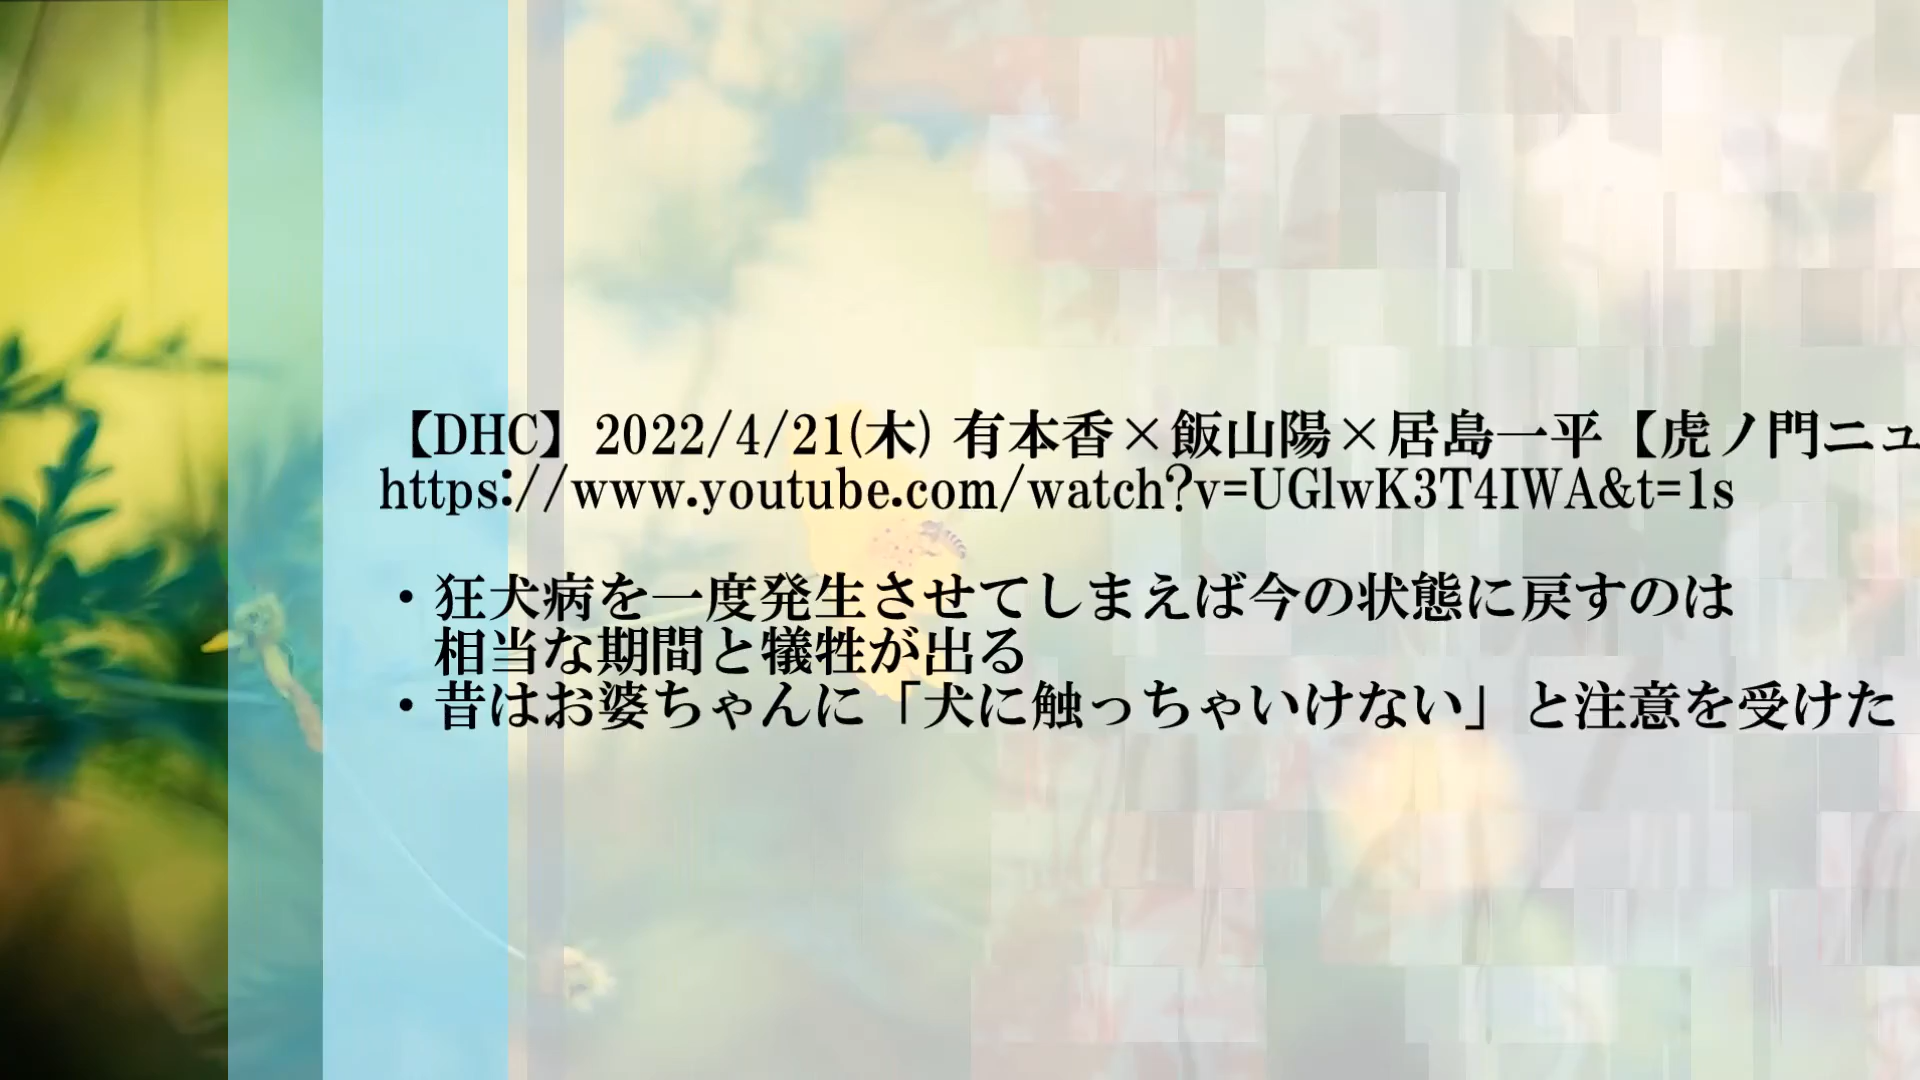 【DHC】2022/4/21(木) 有本香×飯山陽×居島一平【虎ノ門ニュ
https://www.youtube.com/watch?v=UGlwK3T4IWA&t=1s
・狂犬病を一度発生させてしまえば今の状態に戻すのは
相当な期間と犠牲が出る
・昔はお婆ちゃんに「犬に触っちゃいけない」と注意を受けた